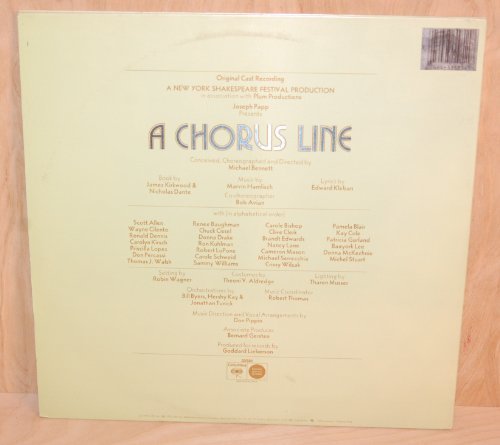 Original Cast Recording
A NEW YORK SHAKESPEARE FESTIVAL PRODUCTION
in association with Plum Productions
Joseph Papp
Presents
A CHORUS LINE
Conceived, Choreographed and Directed by
Michael Bennett
Book by
James Kirkwood &
Nicholas Dante
Music by
Marvin Hamlisch
Lyrics by
Edward Kleban
Co-choreographer
Bob Avian
with (in alphabetical order)
Scott Allen
Wayne Cilento
Ronald Dennis
Carolyn Kirsch
Priscilla Lopez
Don Percassi
Thomas J. Walsh
Renee Baughman
Chuck Cissel
Donna Drake
Ron Kuhlman
Robert LuPone
Carole Schweid
Sammy Williams
Carole Bishop
Clive Clerk
Brandt Edwards
Nancy Lane
Cameron Mason
Michael Serrecchia
Crissy Wilzak
Pamela Blair
Kay Cole
Patricia Garland
Baayork Lee
Donna McKechnie
Michel Stuart
Setting by
Robin Wagner
Costumes by
Theoni V. Aldredge
Lighting by
Tharon Musser
Orchestrations by
Bill Byers, Hershy Kay &
Jonathan Tunick
Music Coordinator
Robert Thomas
Music Direction and Vocal Arrangements by
Don Pippin
Associate Producer
Bernard Gersten
Produced for records by
Goddard Lieberson